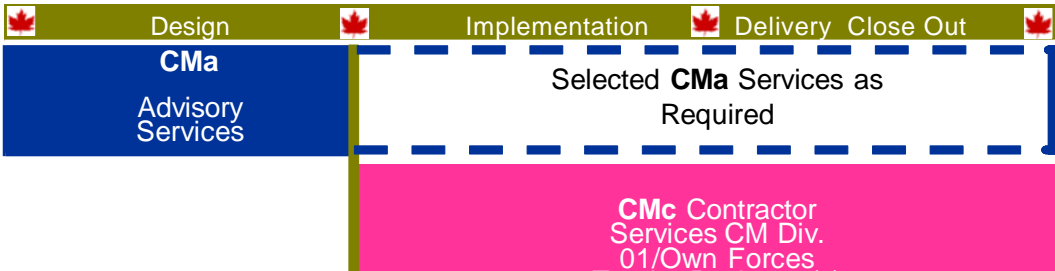 Design Implementation Delivery Close Out
CMa
Advisory
Services
Selected CMa Services as
Required
CMc Contractor
Services CM Div.
01/Own Forces